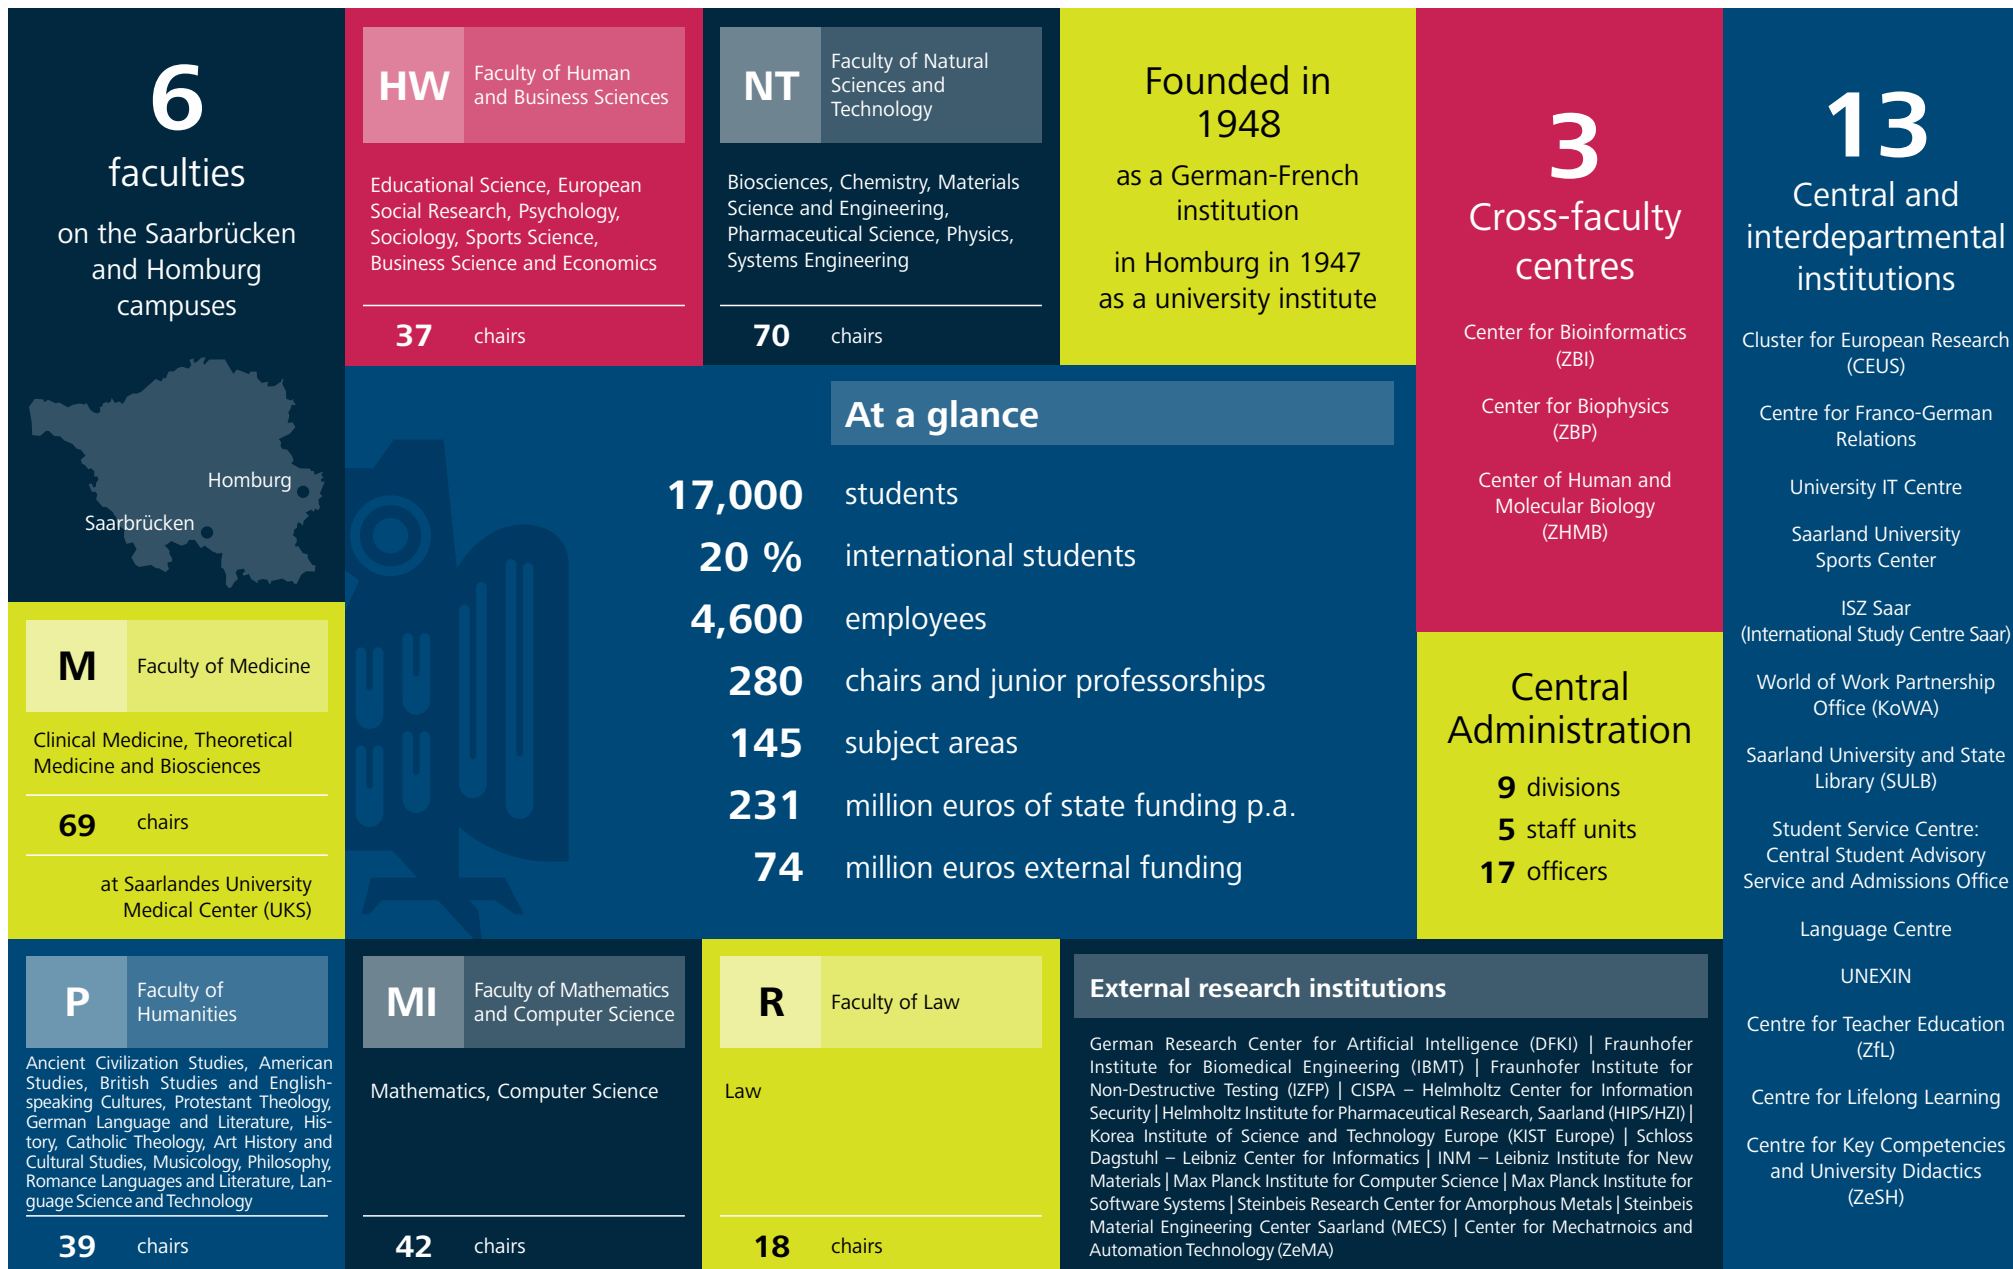 6
faculties
on the Saarbrücken
and Homburg
campuses
Homburg
Saarbrücken
HW
Faculty of Human
and Business Sciences
Educational Science, European
Social Research, Psychology,
Sociology, Sports Science,
Business Science and Economics
37 chairs
NT
Faculty of Natural
Sciences and
Technology
Biosciences, Chemistry, Materials
Science and Engineering,
Pharmaceutical Science, Physics,
Systems Engineering
70 chairs
Founded in
1948
as a German-French
institution
in Homburg in 1947
as a university institute
3
Cross-faculty
centres
Center for Bioinformatics
(ZBI)
Center for Biophysics
(ZBP)
Center of Human and
Molecular Biology
(ZHMB)
13
Central and
interdepartmental
institutions
Cluster for European Research
(CEUS)
Centre for Franco-German
Relations
University IT Centre
Saarland University
Sports Center
ISZ Saar
(International Study Centre Saar)
World of Work Partnership
Office (KoWA)
Saarland University and State
Library (SULB)
Student Service Centre:
Central Student Advisory
Service and Admissions Office
Language Centre
UNEXIN
Centre for Teacher Education
(ZfL)
Centre for Lifelong Learning
Centre for Key Competencies
and University Didactics
(ZeSH)
At a glance
17,000 students
20 % international students
4,600 employees
280 chairs and junior professorships
145 subject areas
231 million euros of state funding p.a.
74 million euros external funding
M
Faculty of Medicine
Clinical Medicine, Theoretical
Medicine and Biosciences
69 chairs
at Saarlandes University
Medical Center (UKS)
Central
Administration
9 divisions
5 staff units
17 officers
P
Faculty of
Humanities
Ancient Civilization Studies, American
Studies, British Studies and English-
speaking Cultures, Protestant Theology,
German Language and Literature, His-
tory, Catholic Theology, Art History and
Cultural Studies, Musicology, Philosophy,
Romance Languages and Literature, Lan-
guage Science and Technology
39 chairs
MI
Faculty of Mathematics
and Computer Science
Mathematics, Computer Science
42 chairs
R
Faculty of Law
Law
18 chairs
External research institutions
German Research Center for Artificial Intelligence (DFKI) | Fraunhofer
Institute for Biomedical Engineering (IBMT) | Fraunhofer Institute for
Non-Destructive Testing (IZFP) | CISPA – Helmholtz Center for Information
Security | Helmholtz Institute for Pharmaceutical Research, Saarland (HIPS/HZI) |
Korea Institute of Science and Technology Europe (KIST Europe) | Schloss
Dagstuhl – Leibniz Center for Informatics | INM – Leibniz Institute for New
Materials | Max Planck Institute for Computer Science | Max Planck Institute for
Software Systems | Steinbeis Research Center for Amorphous Metals | Steinbeis
Material Engineering Center Saarland (MECS) | Center for Mechatrnoics and
Automation Technology (ZeMA)